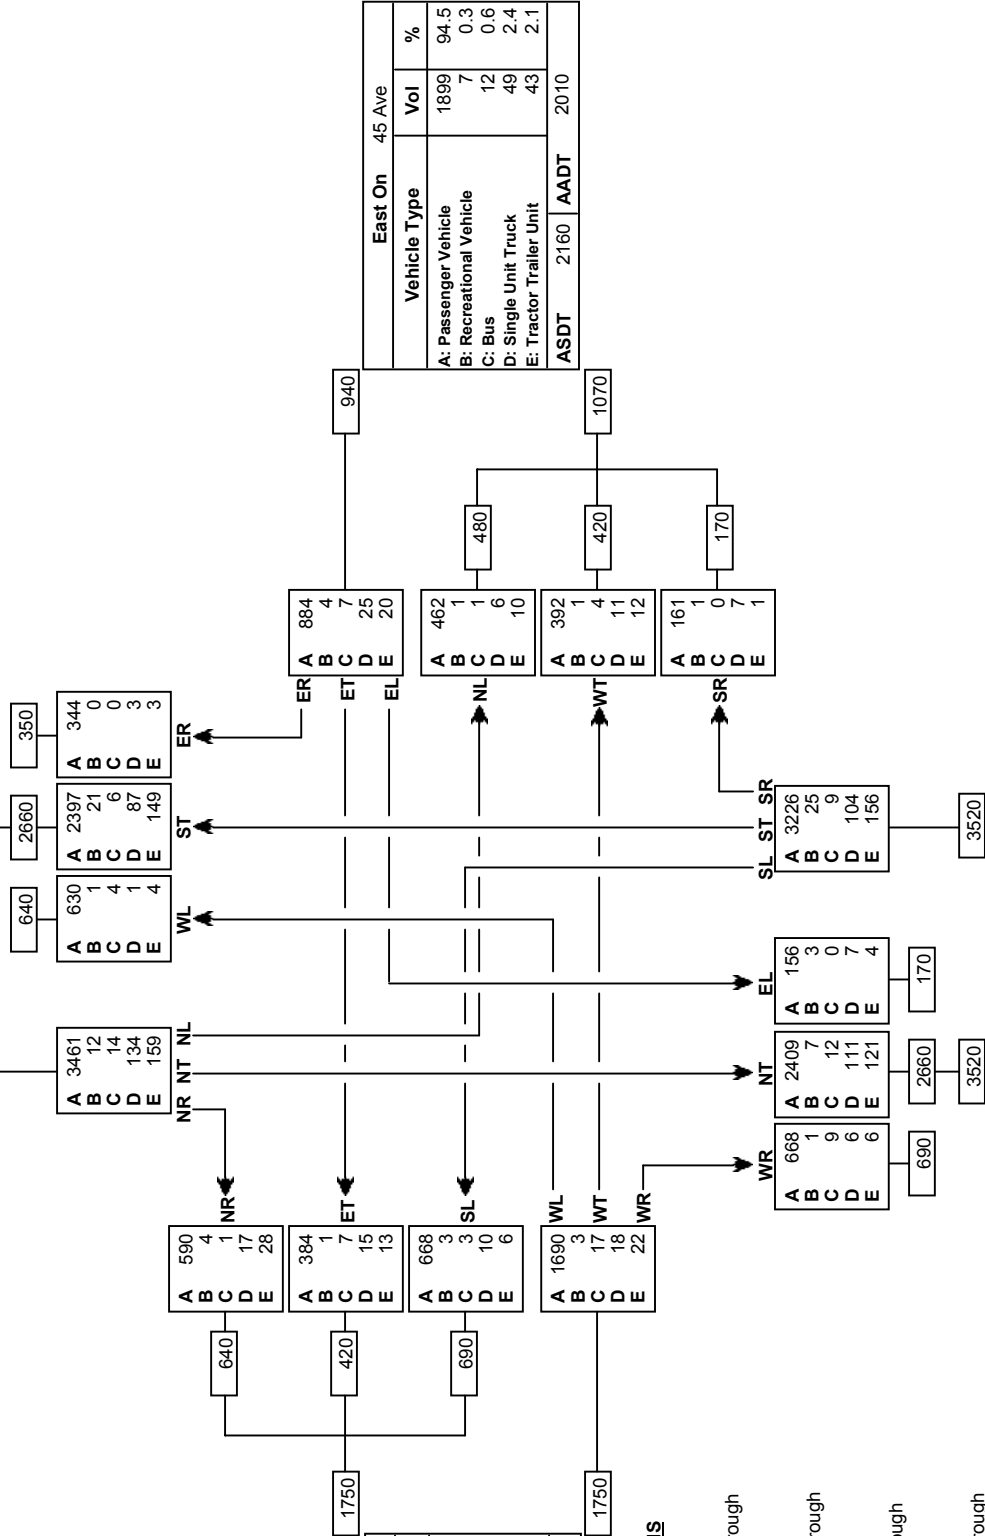 350
2660
640
A 344
B 0
C 0
D 3
E 3
ER
A 2397
B 21
C 6
D 87
E 149
ST
A 630
B 1
C 4
D 1
E 4
WL
A 3461
B 12
C 14
D 134
E 159
NR NT NL
East On 45 Ave
Vehicle Type Vol %
A: Passenger Vehicle 1899 94.5
B: Recreational Vehicle 7 0.3
C: Bus 12 0.6
D: Single Unit Truck 49 2.4
E: Tractor Trailer Unit 43 2.1
ASDT 2160 AADT 2010
940
A 884
B 4
C 7
D 25
E 20
ER
ET
EL
480
A 462
B 1
C 1
D 6
E 10
NL
420
A 392
B 1
C 4
D 11
E 12
WT
170
A 161
B 1
C 0
D 7
E 1
SR
1070
NR
A 590
B 4
C 1
D 17
E 28
640
ET
A 384
B 1
C 7
D 15
E 13
420
SL
A 668
B 3
C 3
D 10
E 6
690
1750
A 1690
B 3
C 17
D 18
E 22
WL
WT
WR
1750
WR
A 668
B 1
C 9
D 6
E 6
690
NT
A 2409
B 7
C 12
D 111
E 121
2660
3520
EL
A 156
B 3
C 0
D 7
E 4
170
SL ST SR
A 3226
B 25
C 9
D 104
E 156
3520